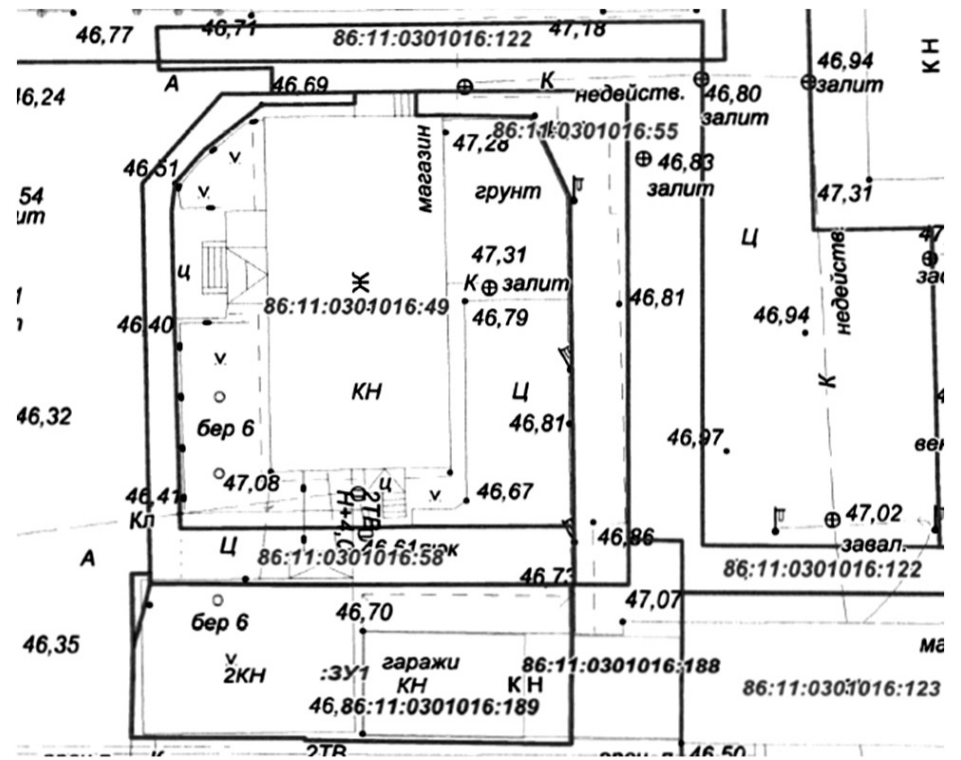 46,77
46,71
86:11:0301016:122
47,18
А
46,69
К
недейств.
46,94
залит
КН
46,24
46,80
залит
86:11:0301016:55
47,28
магазин
46,51
46,83
залит
грунт
47,31
54
ит
Ц
47,31
К
залит
46,79
ц
Ж
86:11:0301016:49
46,81
46,94
недейств
46,40
К
КН
Ц
46,81
46,32
бер 6
46,97
47,08
ц
46,67
46,41
Кл
2ТВ
47,02
завал.
46,86
А
Ц
46,61
86:11:0301016:58
46,73
86:11:0301016:122
бер 6
46,70
47,07
46,35
2КН
:ЗУ1
гаражи
КН
КН
86:11:0301016:188
46,
86:11:0301016:189
86:11:0301016:123
2ТВ
46,50